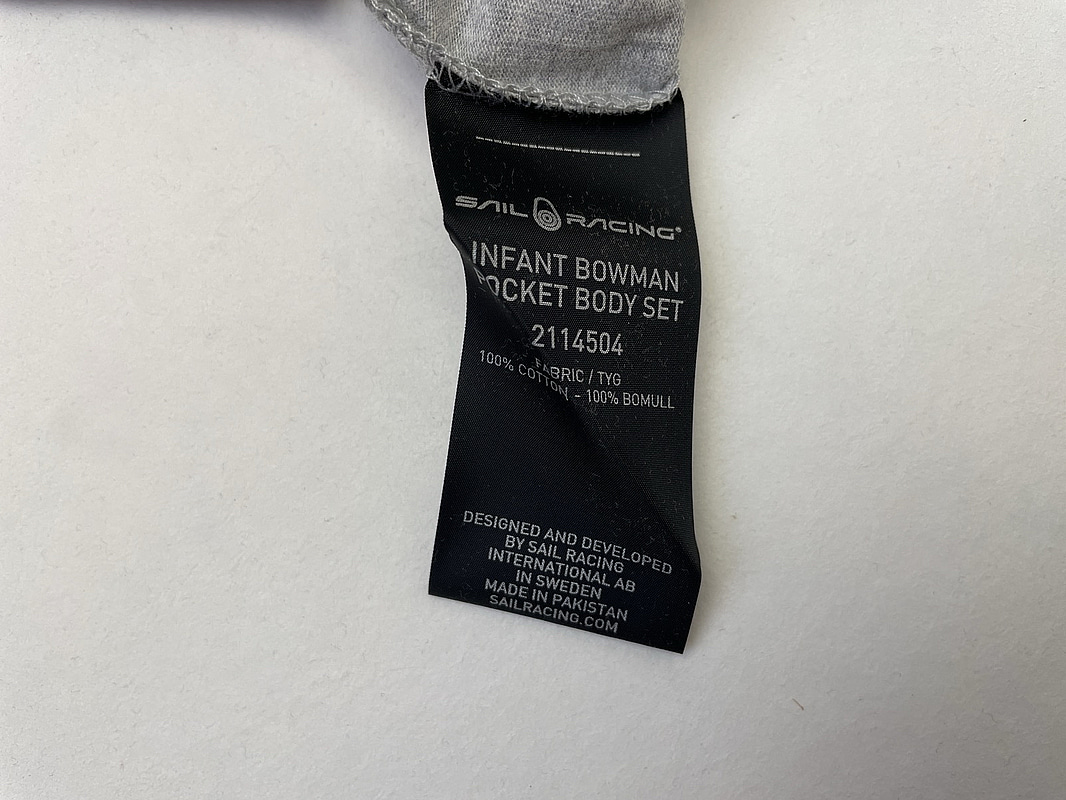 SAIL RACING®
INFANT BOWMAN
POCKET BODY SET
2114504
FABRIC / TYG
100% COTTON - 100% BOMULL
DESIGNED AND DEVELOPED
BY SAIL RACING
INTERNATIONAL AB
IN SWEDEN
MADE IN PAKISTAN
SAILRACING.COM